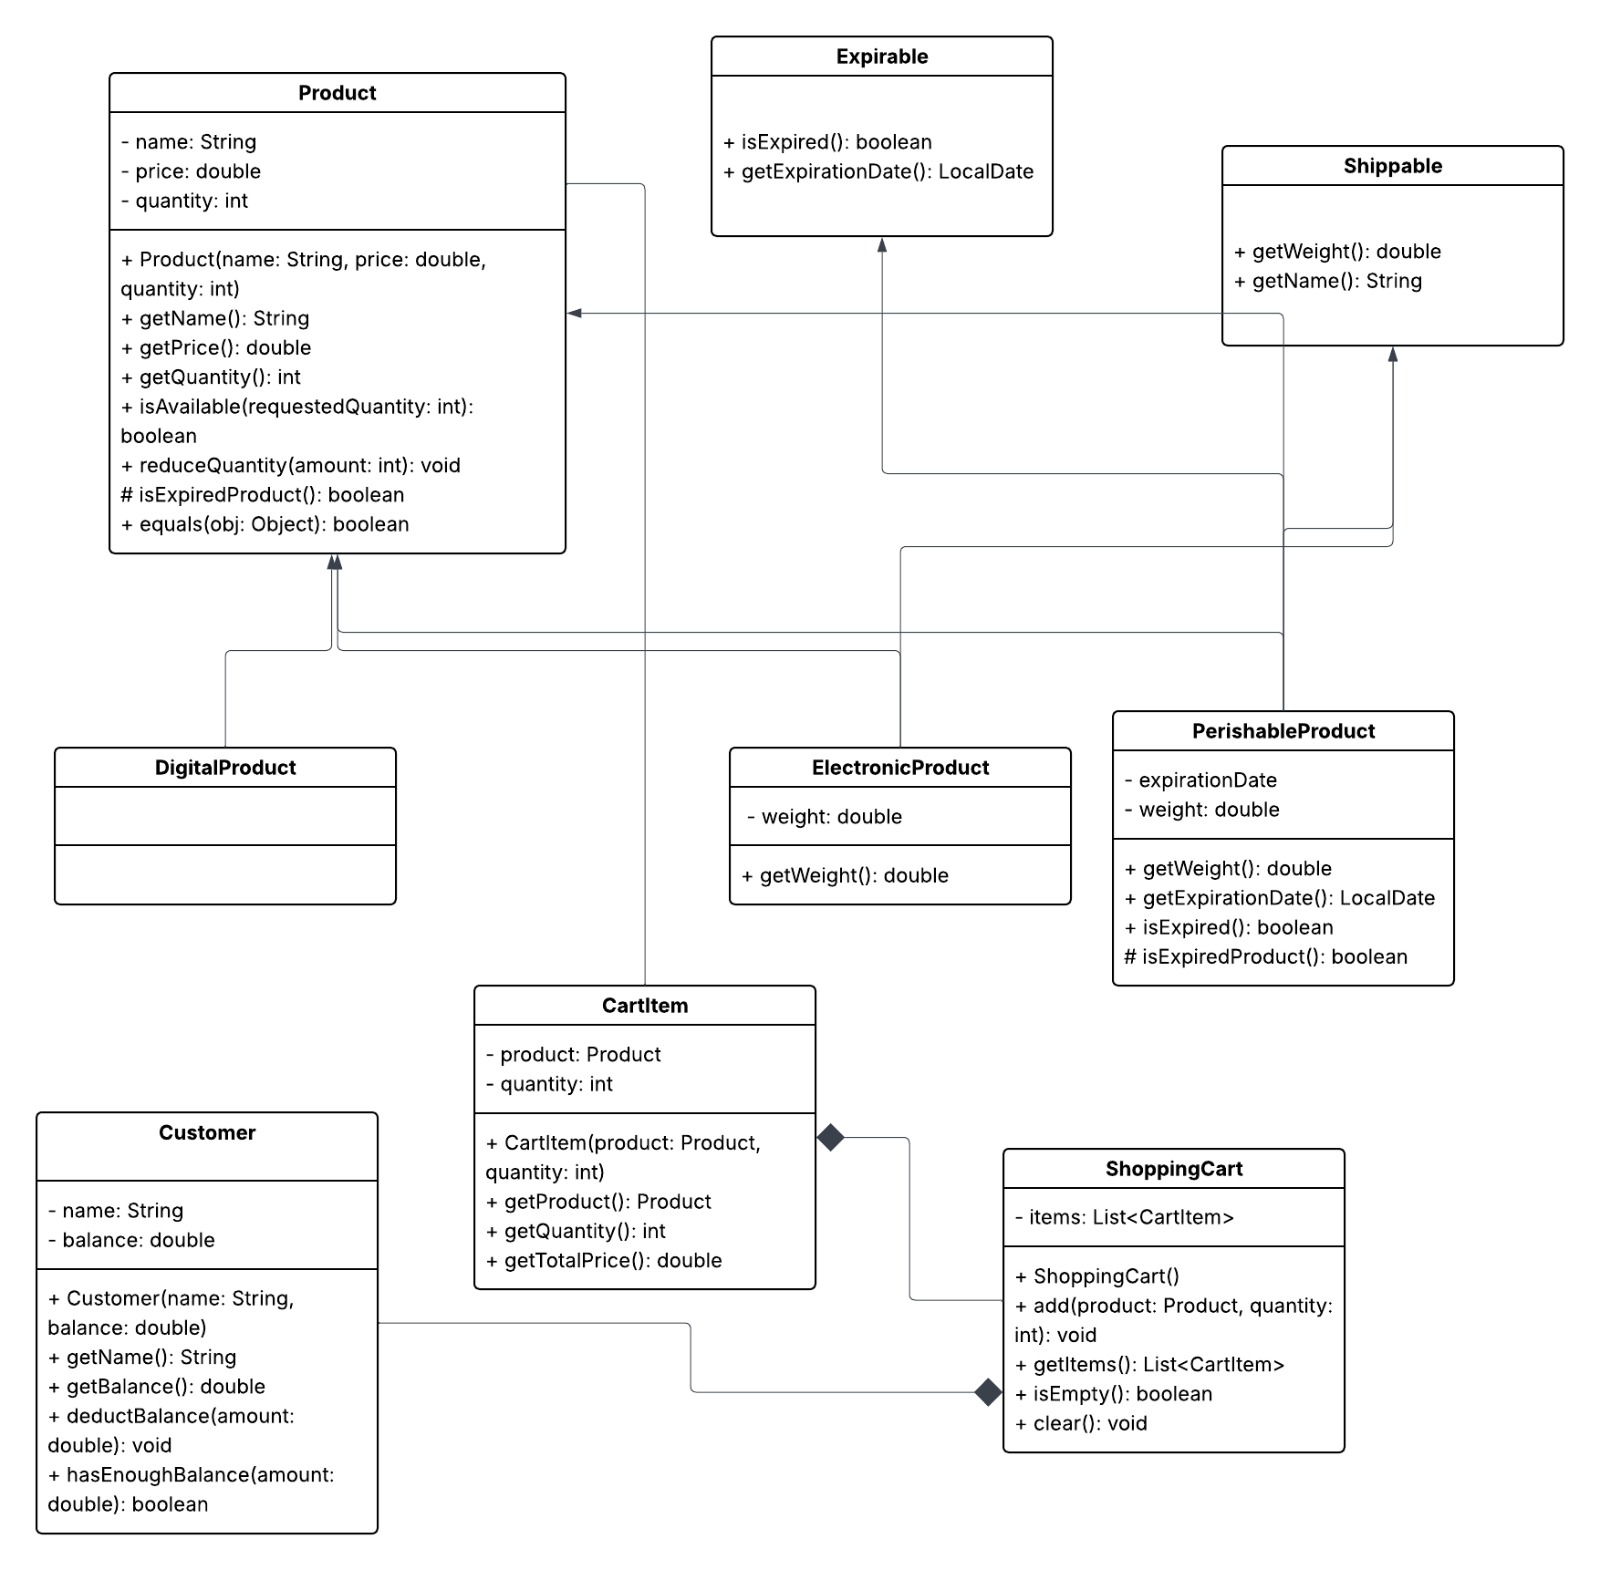 Product
- name: String
- price: double
- quantity: int
+ Product(name: String, price: double,
quantity: int)
+ getName(): String
+ getPrice(): double
+ getQuantity(): int
+ isAvailable(requestedQuantity: int):
boolean
+ reduceQuantity(amount: int): void
# isExpiredProduct(): boolean
+ equals(obj: Object): boolean
Expirable
+ isExpired(): boolean
+ getExpirationDate(): LocalDate
Shippable
+ getWeight(): double
+ getName(): String
DigitalProduct
ElectronicProduct
- weight: double
+ getWeight(): double
PerishableProduct
- expirationDate
- weight: double
+ getWeight(): double
+ getExpirationDate(): LocalDate
+ isExpired(): boolean
# isExpiredProduct(): boolean
CartItem
- product: Product
- quantity: int
+ CartItem(product: Product,
quantity: int)
+ getProduct(): Product
+ getQuantity(): int
+ getTotalPrice(): double
Customer
- name: String
- balance: double
+ Customer(name: String,
balance: double)
+ getName(): String
+ getBalance(): double
+ deductBalance(amount:
double): void
+ hasEnoughBalance(amount:
double): boolean
ShoppingCart
- items: List<CartItem>
+ ShoppingCart()
+ add(product: Product, quantity:
int): void
+ getItems(): List<CartItem>
+ isEmpty(): boolean
+ clear(): void